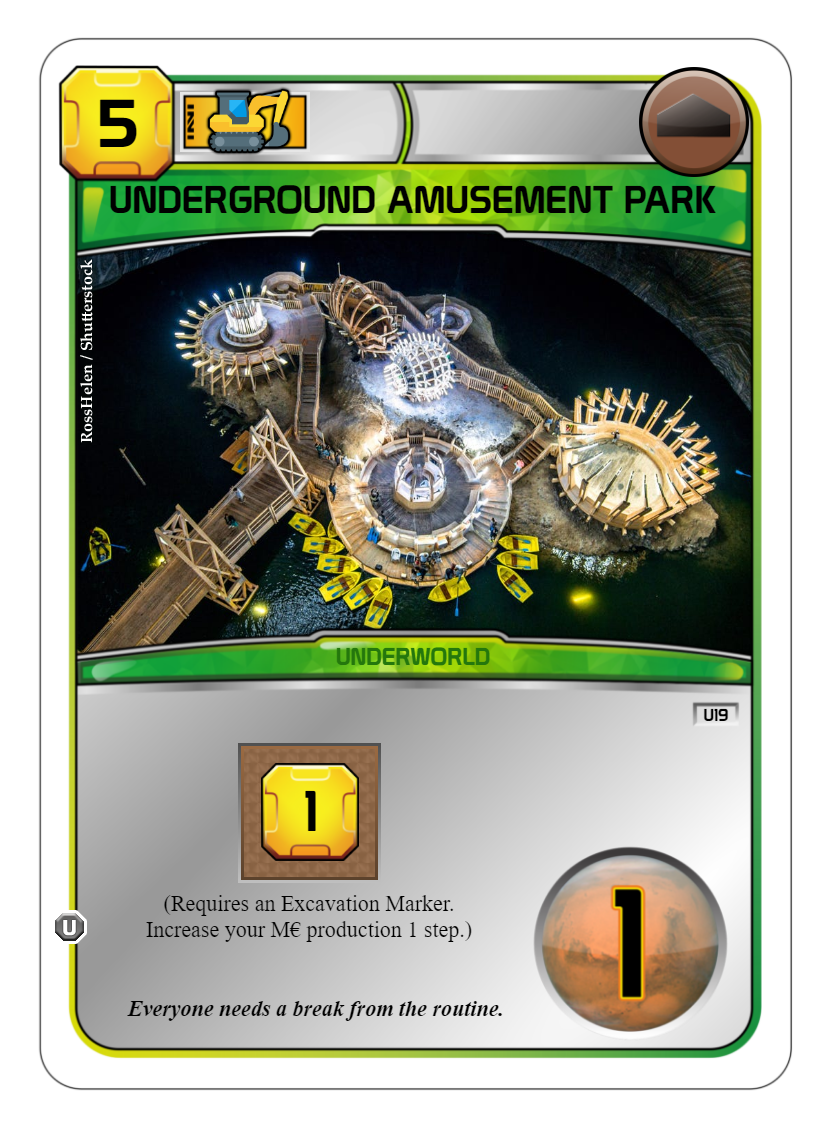 5
UNDERGROUND AMUSEMENT PARK
RossHelen / Shutterstock
UNDERWORLD
U19
1
(Requires an Excavation Marker.
Increase your M€ production 1 step.)
U
1
Everyone needs a break from the routine.